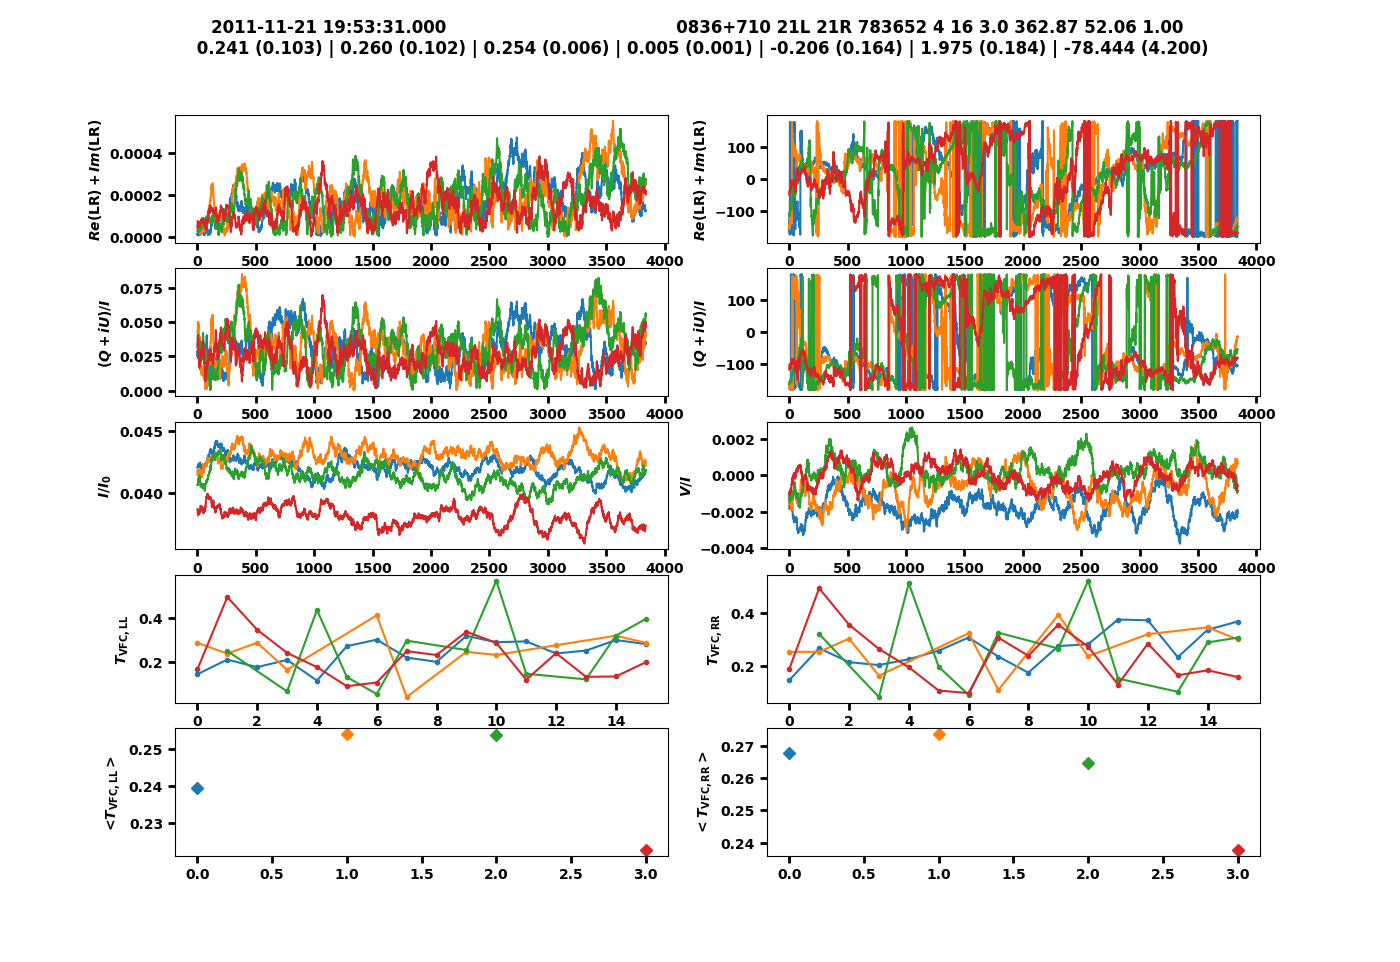 2011-11-21 19:53:31.000 0836+710 21L 21R 783652 4 16 3.0 362.87 52.06 1.00
0.241 (0.103) | 0.260 (0.102) | 0.254 (0.006) | 0.005 (0.001) | -0.206 (0.164) | 1.975 (0.184) | -78.444 (4.200)
Re(LR) + Im(LR)
0.0004
0.0002
0.0000
0 500 1000 1500 2000 2500 3000 3500 4000
Re(LR) + Im(LR)
100
0
−100
0 500 1000 1500 2000 2500 3000 3500 4000
(Q + iU)/I
0.075
0.050
0.025
0.000
0 500 1000 1500 2000 2500 3000 3500 4000
(Q + iU)/I
100
0
−100
0 500 1000 1500 2000 2500 3000 3500 4000
I/I0
0.045
0.040
0 500 1000 1500 2000 2500 3000 3500 4000
V/I
0.002
0.000
−0.002
−0.004
0 500 1000 1500 2000 2500 3000 3500 4000
TVFC, LL
0.4
0.2
0 2 4 6 8 10 12 14
TVFC, RR
0.4
0.2
0 2 4 6 8 10 12 14
<TVFC, LL >
0.25
0.24
0.23
0.0 0.5 1.0 1.5 2.0 2.5 3.0
< TVFC, RR >
0.27
0.26
0.25
0.24
0.0 0.5 1.0 1.5 2.0 2.5 3.0